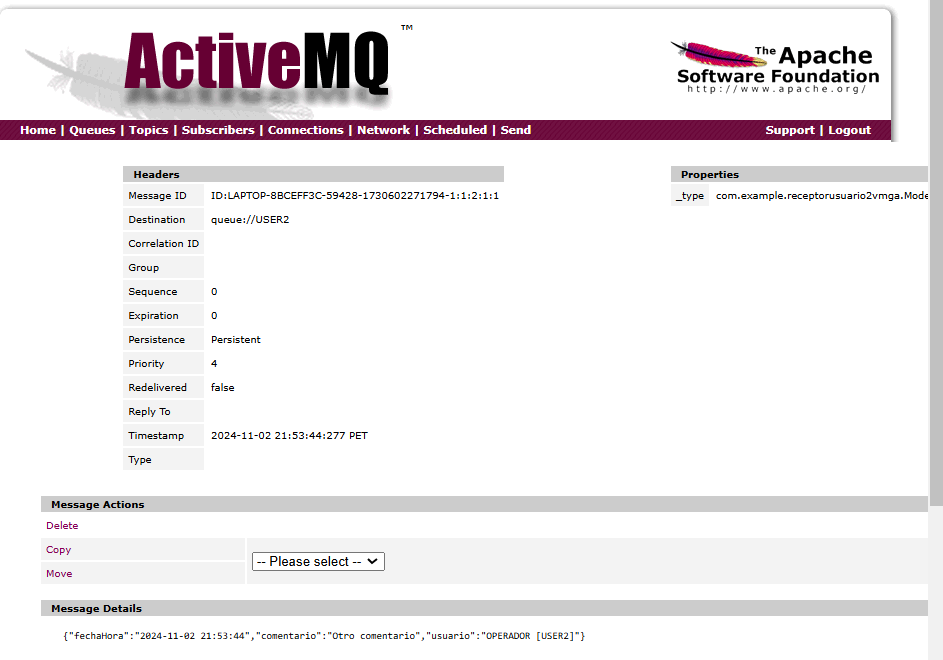 ActiveMQ™
The Apache
Software Foundation
http://www.apache.org/
Home | Queues | Topics | Subscribers | Connections | Network | Scheduled | Send
Support | Logout
Headers
Message ID ID:LAPTOP-8BCEFF3C-59428-1730602271794-1:1:2:1:1
Destination queue://USER2
Correlation ID
Group
Sequence 0
Expiration 0
Persistence Persistent
Priority 4
Redelivered false
Reply To
Timestamp 2024-11-02 21:53:44:277 PET
Type
Properties
_type com.example.receptorusuario2vmga.Mode
Message Actions
Delete
Copy
-- Please select --
Move
Message Details
{"fechaHora":"2024-11-02 21:53:44","comentario":"Otro comentario","usuario":"OPERADOR [USER2]"}